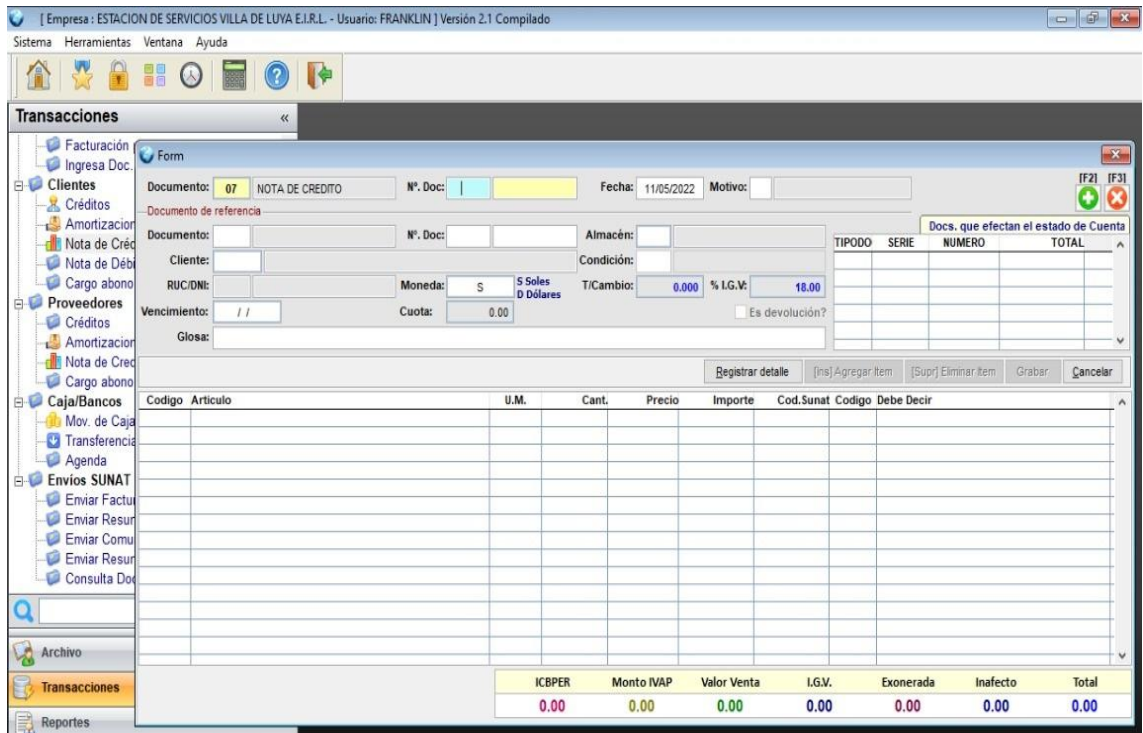 [ Empresa : ESTACION DE SERVICIOS VILLA DE LUYA E.I.R.L. - Usuario: FRANKLIN ] Versión 2.1 Compilado
Sistema Herramientas Ventana Ayuda
Transacciones «
Facturación
Ingresa Doc.
Clientes
Créditos
Amortizacion
Nota de Créd
Nota de Débi
Cargo abono
Proveedores
Créditos
Amortizacion
Nota de Cred
Cargo abono
Caja/Bancos
Mov. de Caja
Transferencia
Agenda
Envíos SUNAT
Enviar Factu
Enviar Resur
Enviar Comu
Enviar Resur
Consulta Doc
Archivo
Transacciones
Reportes
Form
[F2] [F3]
Documento: 07 NOTA DE CREDITO Nº. Doc: Fecha: 11/05/2022 Motivo:
Documento de referencia
Docs. que efectan el estado de Cuenta
Documento: Nº. Doc: Almacén:
TIPODO SERIE NUMERO TOTAL
Cliente: Condición:
RUC/DNI: Moneda: S S Soles D Dólares T/Cambio: 0.000 % I.G.V: 18.00
Vencimiento: / / Cuota: 0.00 Es devolución?
Glosa:
Registrar detalle [ins] Agregar Item [Supr] Eliminar Item Grabar Cancelar
Codigo Articulo U.M. Cant. Precio Importe Cod.Sunat Codigo Debe Decir
ICBPER Monto IVAP Valor Venta I.G.V. Exonerada Inafecto Total
0.00 0.00 0.00 0.00 0.00 0.00 0.00